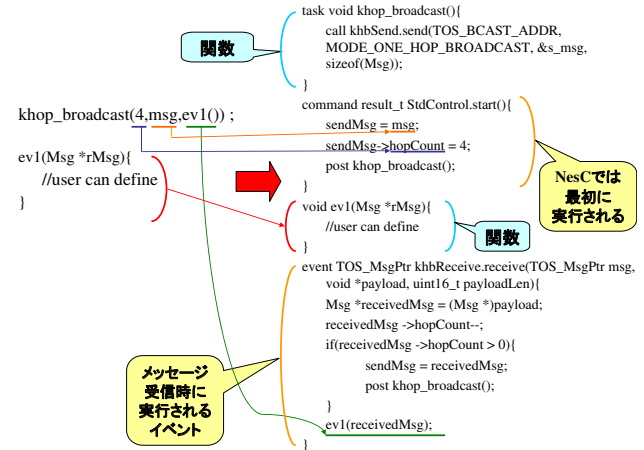 関数
task void khop_broadcast(){
call khbSend.send(TOS_BCAST_ADDR,
MODE_ONE_HOP_BROADCAST, &s_msg,
sizeof(Msg));
}
khop_broadcast(4,msg,ev1()) ;
ev1(Msg *rMsg){
//user can define
}
command result_t StdControl.start(){
sendMsg = msg;
sendMsg->hopCount = 4;
post khop_broadcast();
}
NesCでは
最初に
実行される
void ev1(Msg *rMsg){
//user can define
}
関数
event TOS_MsgPtr khbReceive.receive(TOS_MsgPtr msg,
void *payload, uint16_t payloadLen){
Msg *receivedMsg = (Msg *)payload;
receivedMsg ->hopCount--;
if(receivedMsg ->hopCount > 0){
sendMsg = receivedMsg;
post khop_broadcast();
}
ev1(receivedMsg);
}
メッセージ
受信時に
実行される
イベント